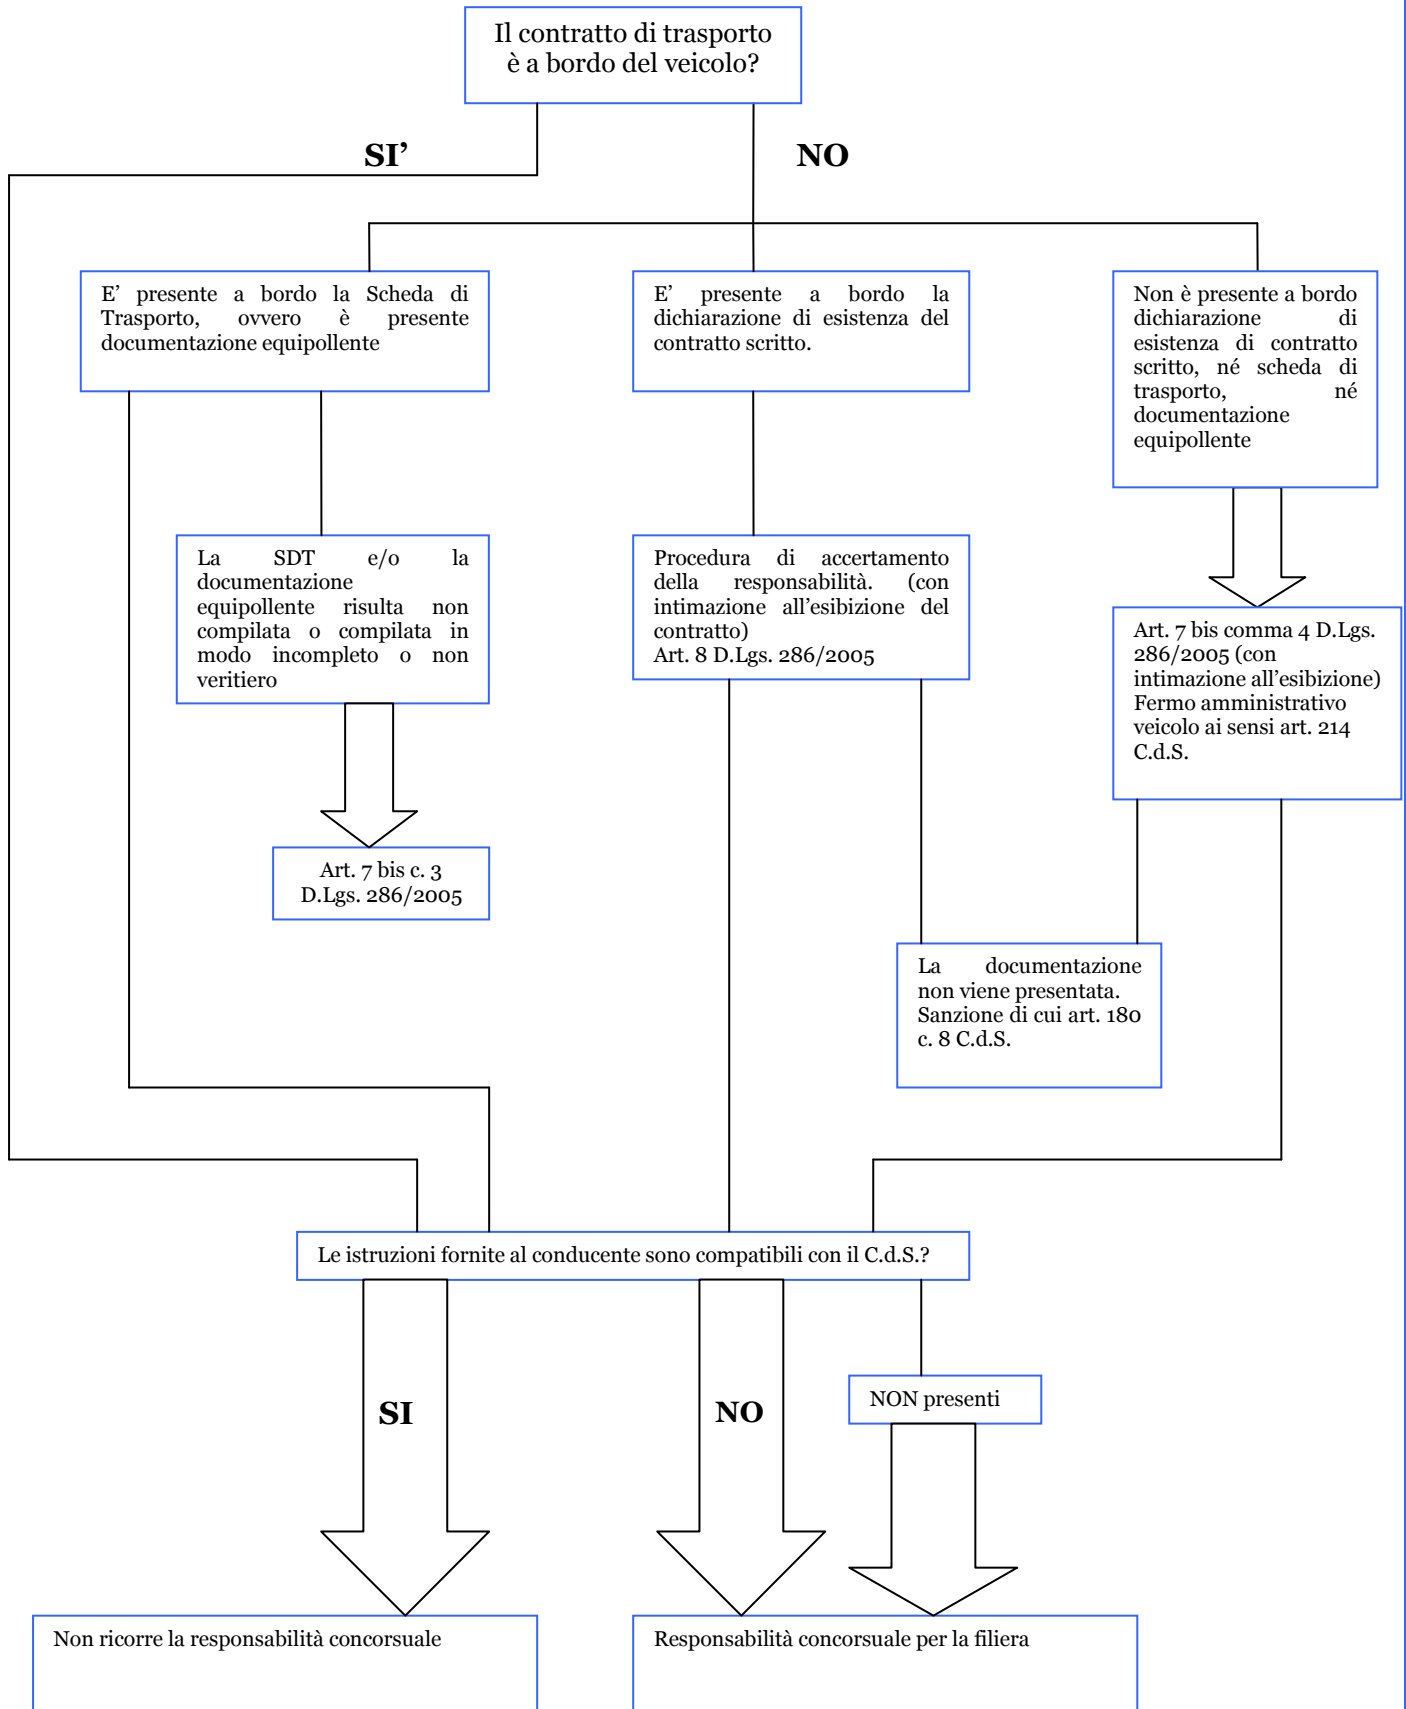 Il contratto di trasporto
è a bordo del veicolo?
SI’
NO
E’ presente a bordo la Scheda di
Trasporto, ovvero è presente
documentazione equipollente
E’ presente a bordo la
dichiarazione di esistenza del
contratto scritto.
Non è presente a bordo
dichiarazione di
esistenza di contratto
scritto, né scheda di
trasporto, né
documentazione
equipollente
La SDT e/o la
documentazione
equipollente risulta non
compilata o compilata in
modo incompleto o non
veritiero
Procedura di accertamento
della responsabilità. (con
intimazione all’esibizione del
contratto)
Art. 8 D.Lgs. 286/2005
Art. 7 bis comma 4 D.Lgs.
286/2005 (con
intimazione all’esibizione)
Fermo amministrativo
veicolo ai sensi art. 214
C.d.S.
Art. 7 bis c. 3
D.Lgs. 286/2005
La documentazione
non viene presentata.
Sanzione di cui art. 180
c. 8 C.d.S.
Le istruzioni fornite al conducente sono compatibili con il C.d.S.?
SI
NO
NON presenti
Non ricorre la responsabilità concorsuale
Responsabilità concorsuale per la filiera